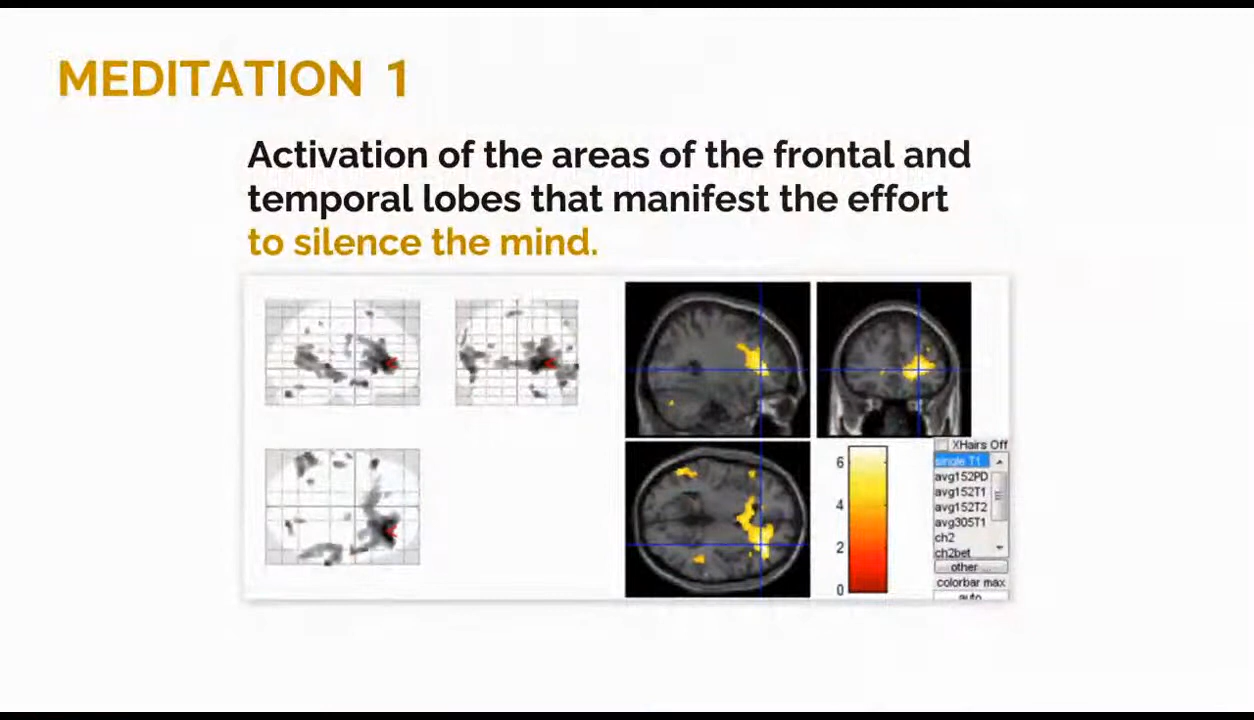 MEDITATION 1
Activation of the areas of the frontal and
temporal lobes that manifest the effort
to silence the mind.
6
4
2
0
XHairs Off
single T1
avg152PD
avg152T1
avg152T2
avg305T1
ch2
ch2bet
other ...
colorbar max
auto